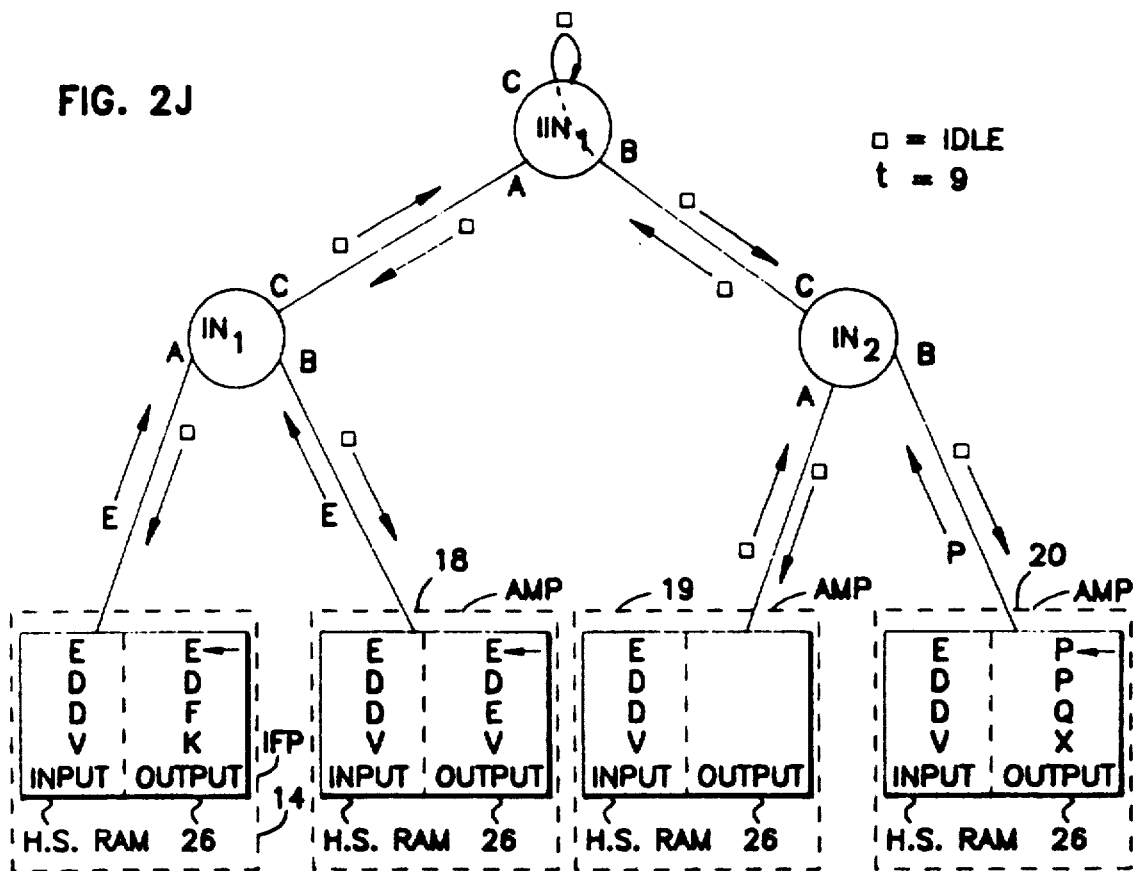 FIG. 2J
C
IIN1
B
A
□ = IDLE
t = 9
C
IN1
A
B
C
IN2
B
A
E
E
P
18
AMP
19
AMP
20
AMP
E E
D D
D F
V K
INPUT OUTPUT
IFP
14
H.S. RAM 26
E E
D D
D E
V V
INPUT OUTPUT
H.S. RAM 26
E
D
D
V
INPUT OUTPUT
H.S. RAM 26
E P
D P
D Q
V X
INPUT OUTPUT
H.S. RAM 26